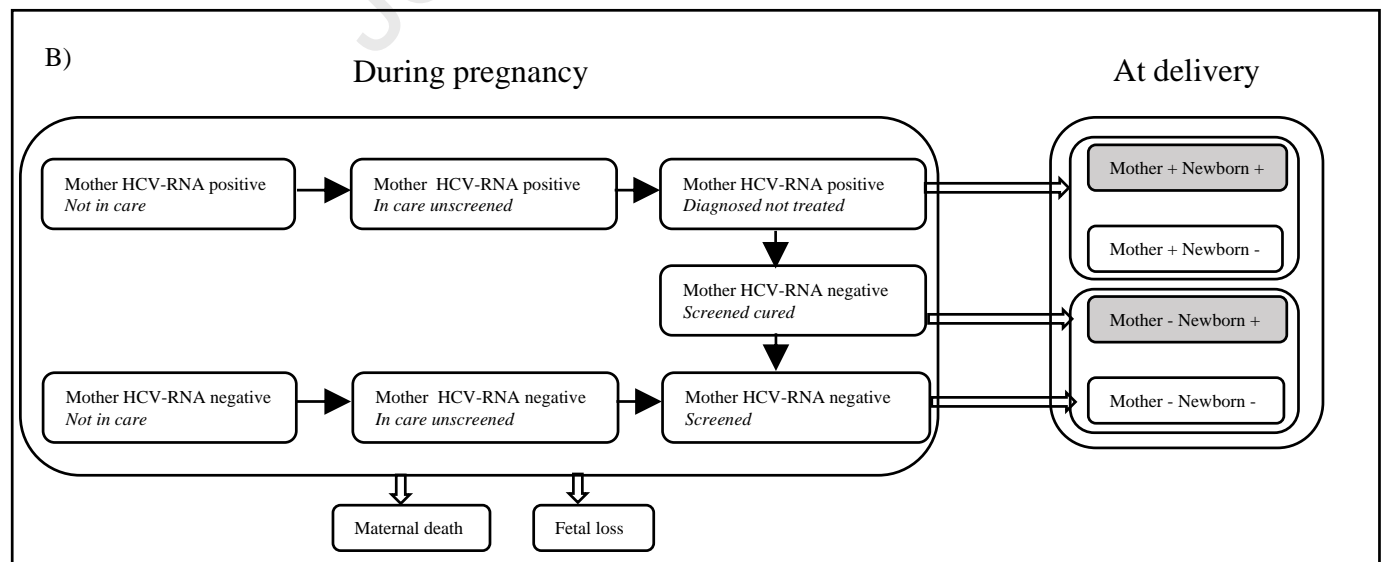 B)
During pregnancy
At delivery
Mother HCV-RNA positive
Not in care
Mother HCV-RNA positive
In care unscreened
Mother HCV-RNA positive
Diagnosed not treated
Mother + Newborn +
Mother + Newborn -
Mother HCV-RNA negative
Screened cured
Mother - Newborn +
Mother HCV-RNA negative
Not in care
Mother HCV-RNA negative
In care unscreened
Mother HCV-RNA negative
Screened
Mother - Newborn -
Maternal death
Fetal loss